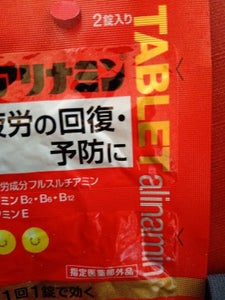 2錠入り
アリナミン
疲労の回復・
予防に
TABLET
alinamin
労成分フルスルチアミン
ミンB2・B6・B12
ミンE
指定医薬部外品
1回1錠で効く